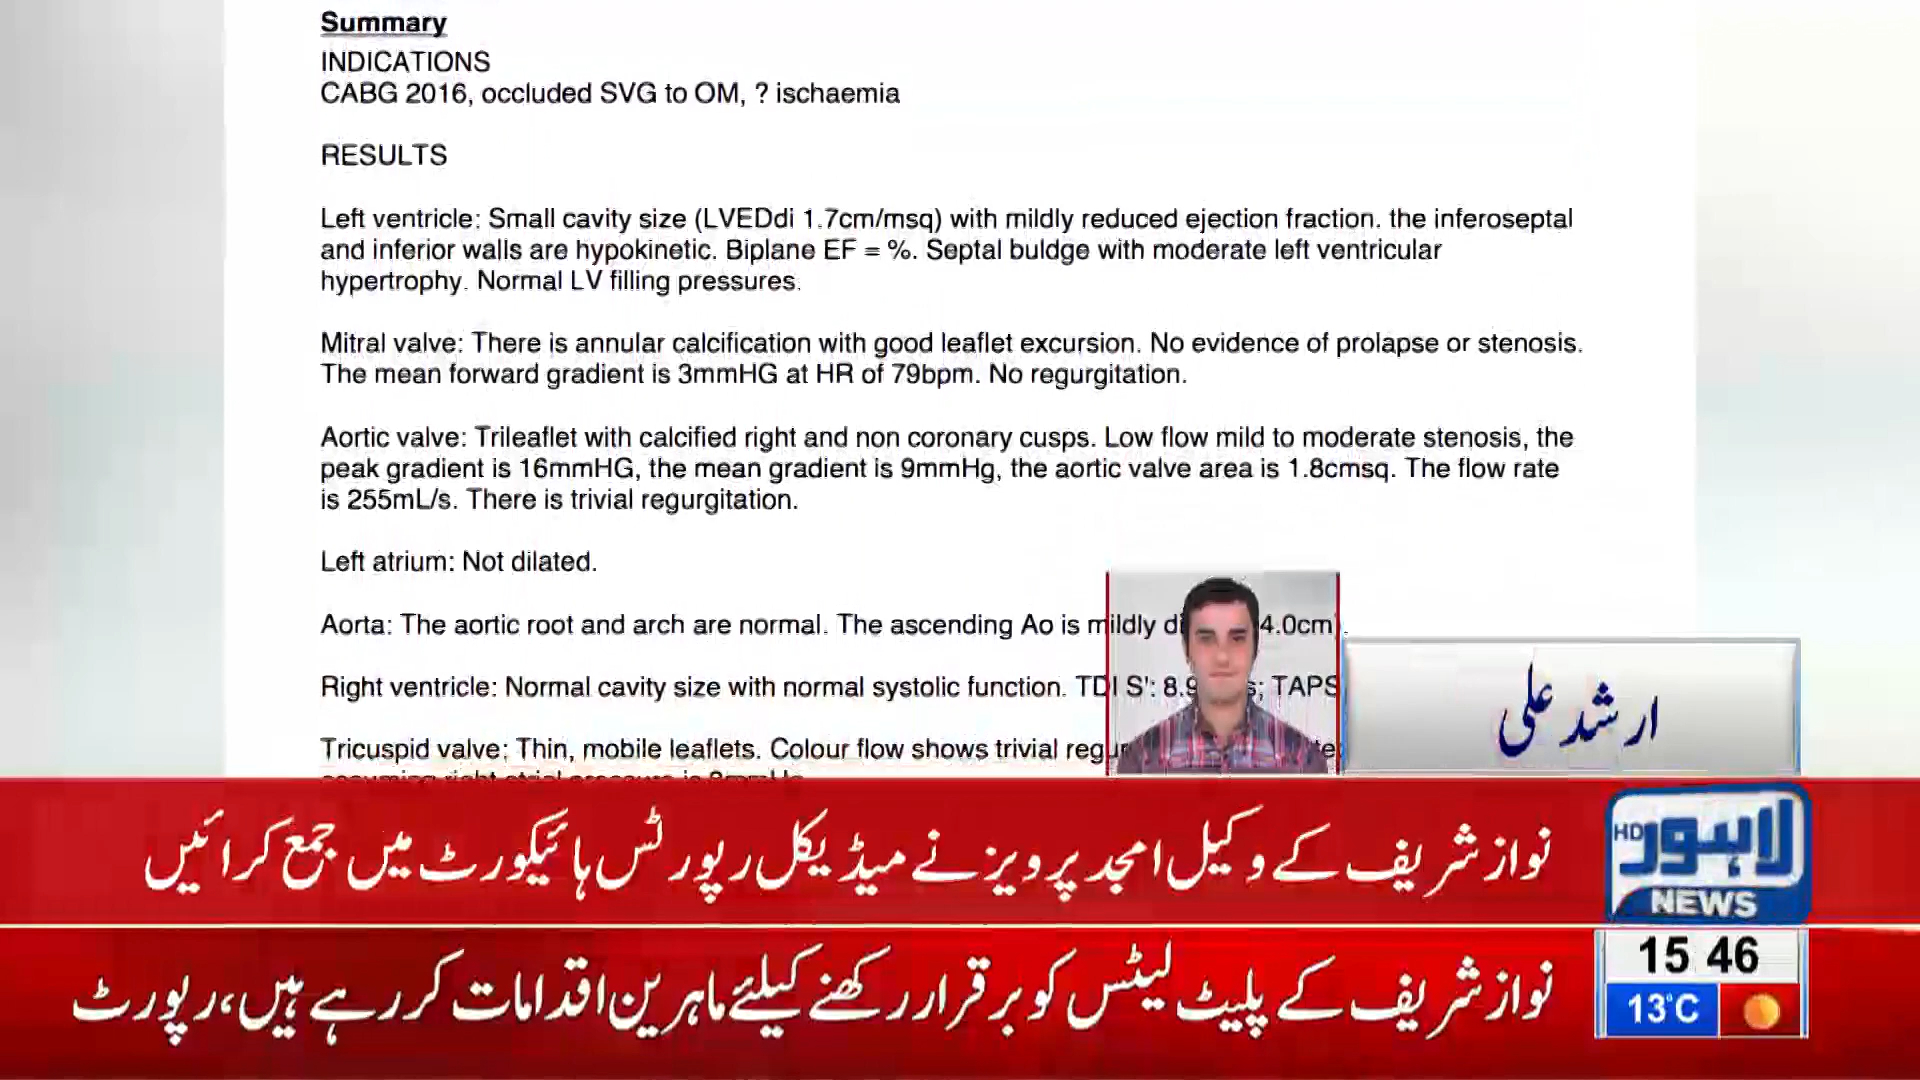 Summary
INDICATIONS
CABG 2016, occluded SVG to OM, ? ischaemia
RESULTS
Left ventricle: Small cavity size (LVEDdi 1.7cm/msq) with mildly reduced ejection fraction. the inferoseptal
and inferior walls are hypokinetic. Biplane EF = %. Septal buldge with moderate left ventricular
hypertrophy. Normal LV filling pressures.
Mitral valve: There is annular calcification with good leaflet excursion. No evidence of prolapse or stenosis.
The mean forward gradient is 3mmHG at HR of 79bpm. No regurgitation.
Aortic valve: Trileaflet with calcified right and non coronary cusps. Low flow mild to moderate stenosis, the
peak gradient is 16mmHG, the mean gradient is 9mmHg, the aortic valve area is 1.8cmsq. The flow rate
is 255mL/s. There is trivial regurgitation.
Left atrium: Not dilated.
Aorta: The aortic root and arch are normal. The ascending Ao is mildly 4.0cm).
Right ventricle: Normal cavity size with normal systolic function. TDI S': TAPS
Tricuspid valve: Thin, mobile leaflets. Colour flow shows trivial
ارشد علی
نواز شریف کے وکیل امجد پرویز نے میڈیکل رپورٹس ہائیکورٹ میں جمع کرائیں
لاہور HD
NEWS
نواز شریف کے پلیٹ لیٹس کو برقرار رکھنے کیلئے ماہرین اقدامات کر رہے ہیں، رپورٹ
15 46
13°C